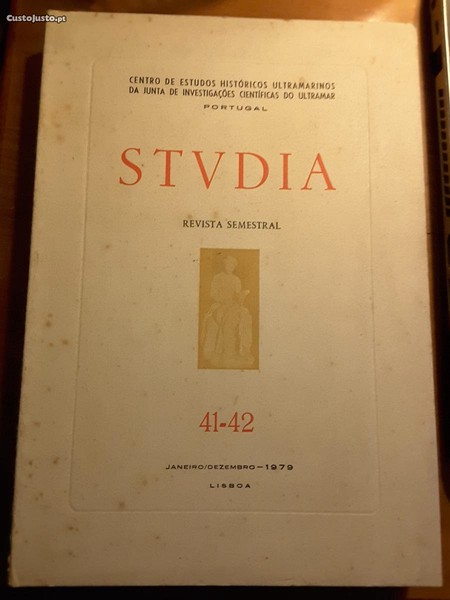 CustoJusto.pt
CENTRO DE ESTUDOS HISTÓRICOS ULTRAMARINOS
DA JUNTA DE INVESTIGAÇÕES CIENTÍFICAS DO ULTRAMAR
PORTUGAL
STVDIA
REVISTA SEMESTRAL
41-42
JANEIRO/DEZEMBRO — 1979
LISBOA